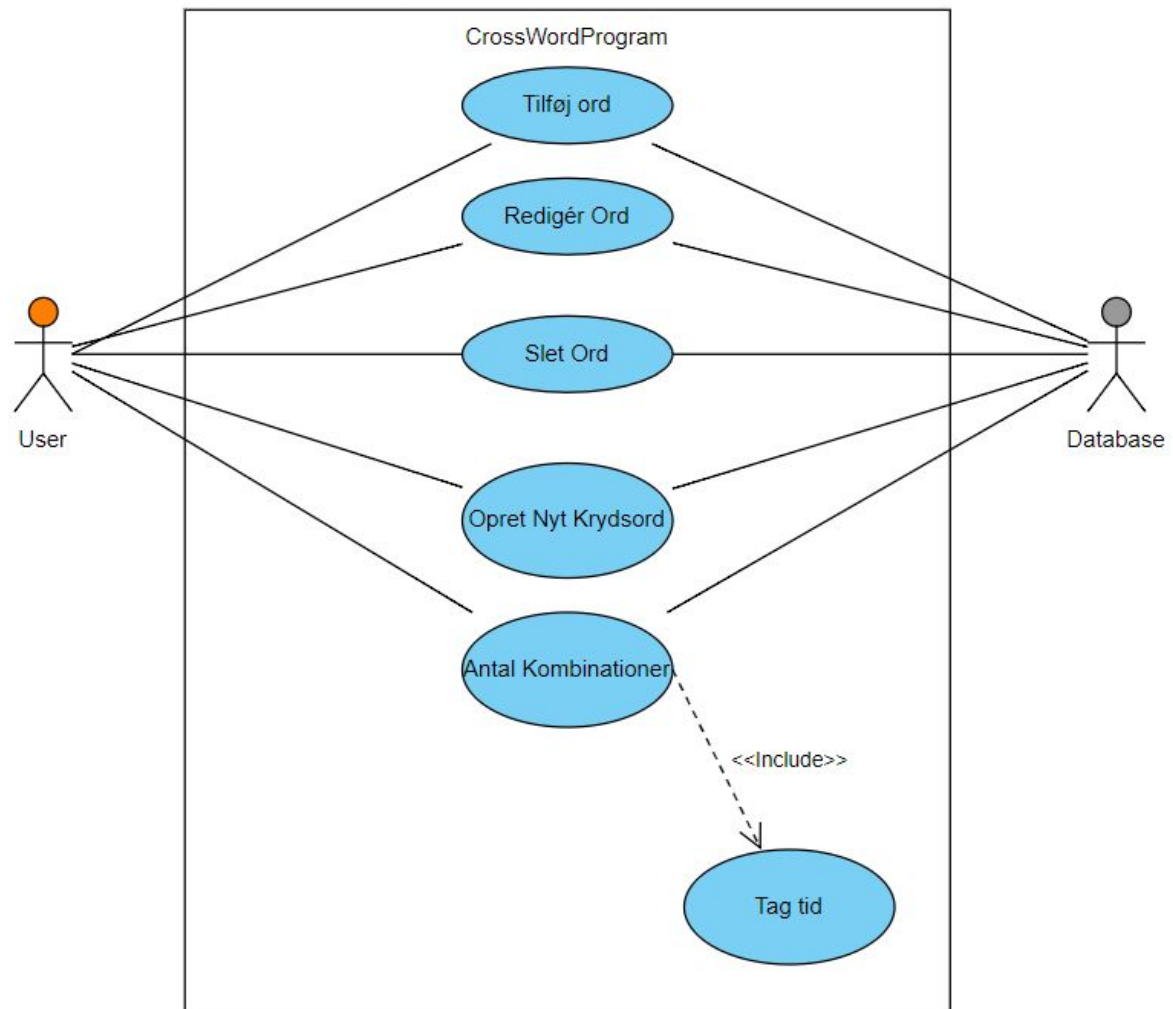 CrossWordProgram
Tilføj ord
Redigér Ord
Slet Ord
User
Database
Opret Nyt Krydsord
Antal Kombinationer
<<Include>>
Tag tid